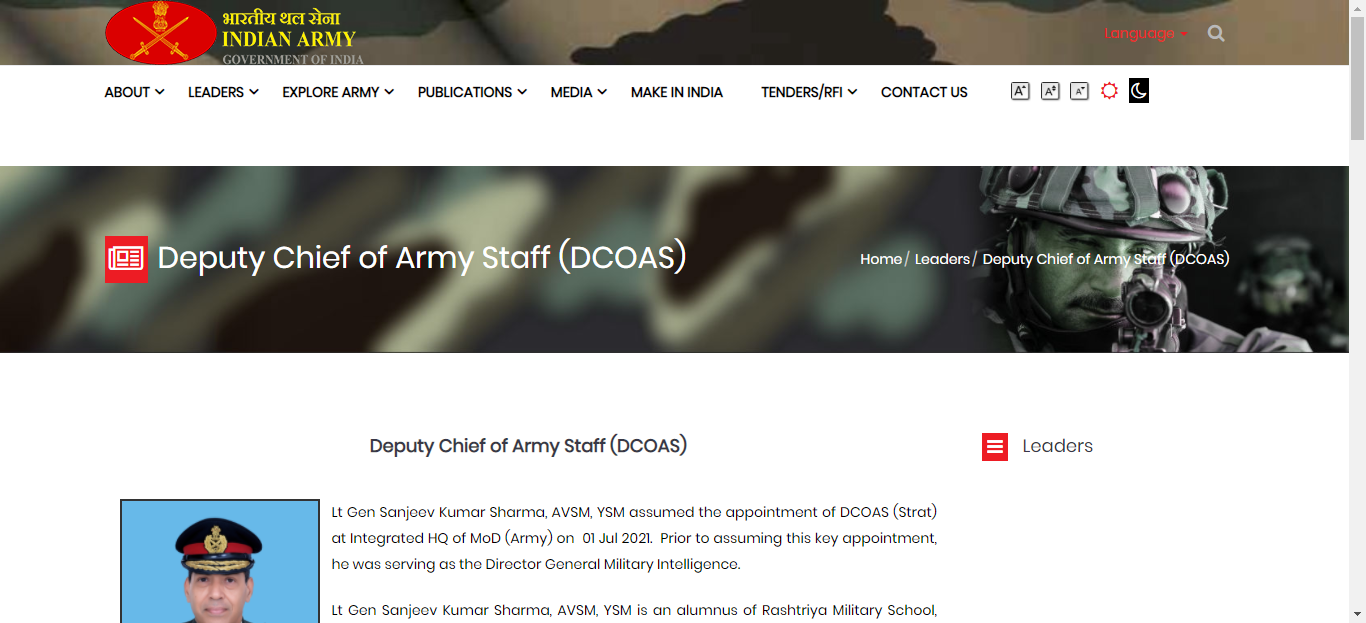 भारतीय थल सेना
INDIAN ARMY
GOVERNMENT OF INDIA
Language
ABOUT LEADERS EXPLORE ARMY PUBLICATIONS MEDIA MAKE IN INDIA TENDERS/RFI CONTACT US A+ A± A-
Deputy Chief of Army Staff (DCOAS)
Home/ Leaders/ Deputy Chief of Army Staff (DCOAS)
Deputy Chief of Army Staff (DCOAS)
Leaders
Lt Gen Sanjeev Kumar Sharma, AVSM, YSM assumed the appointment of DCOAS (Strat)
at Integrated HQ of MoD (Army) on 01 Jul 2021. Prior to assuming this key appointment,
he was serving as the Director General Military Intelligence.
Lt Gen Sanjeev Kumar Sharma, AVSM, YSM is an alumnus of Rashtriya Military School,